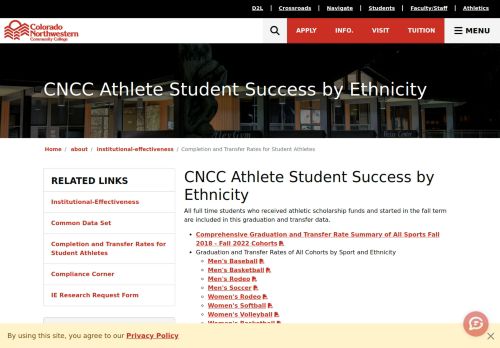 D2L | Crossroads | Navigate | Students | Faculty/Staff | Athletics
Colorado
Northwestern
Community College
APPLY INFO. VISIT TUITION MENU
CNCC Athlete Student Success by Ethnicity
Home / about / institutional-effectiveness / Completion and Transfer Rates for Student Athletes
RELATED LINKS
Institutional-Effectiveness
Common Data Set
Completion and Transfer Rates for
Student Athletes
Compliance Corner
IE Research Request Form
CNCC Athlete Student Success by
Ethnicity
All full time students who received athletic scholarship funds and started in the fall term
are included in this graduation and transfer data.
Comprehensive Graduation and Transfer Rate Summary of All Sports Fall
2018 - Fall 2022 Cohorts
Graduation and Transfer Rates of All Cohorts by Sport and Ethnicity
Men's Baseball
Men's Basketball
Men's Rodeo
Men's Soccer
Women's Rodeo
Women's Softball
Women's Volleyball
Women's Basketball
By using this site, you agree to our Privacy Policy